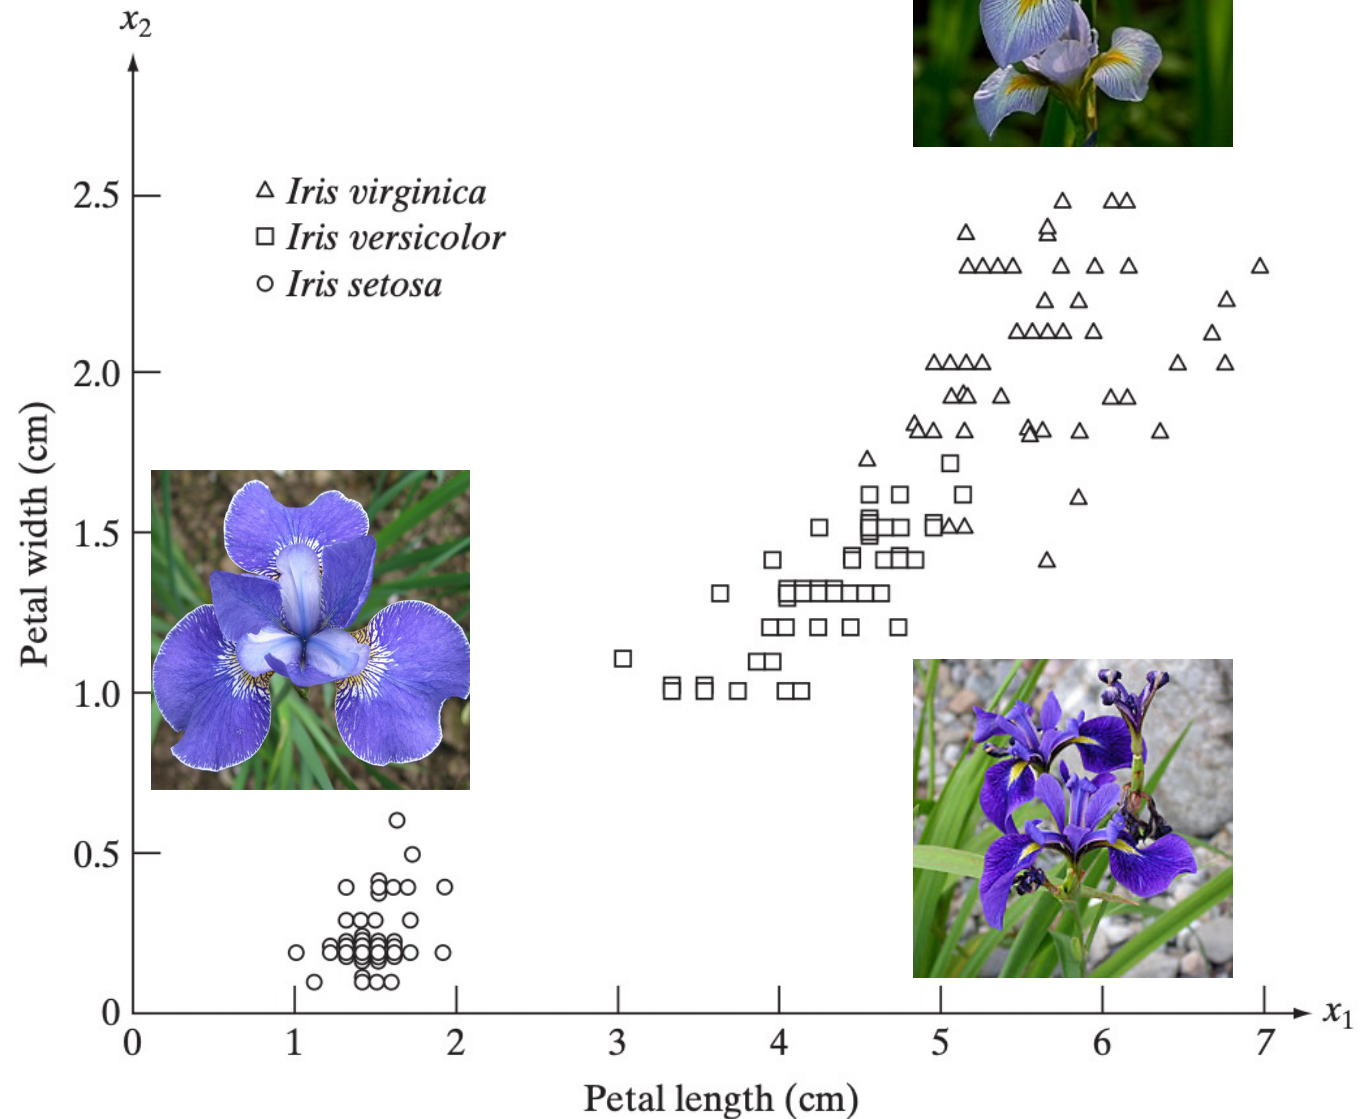 x2
2.5
Iris virginica
Iris versicolor
Iris setosa
2.0
Petal width (cm)
1.5
1.0
0.5
0
0 1 2 3 4 5 6 7 x1
Petal length (cm)